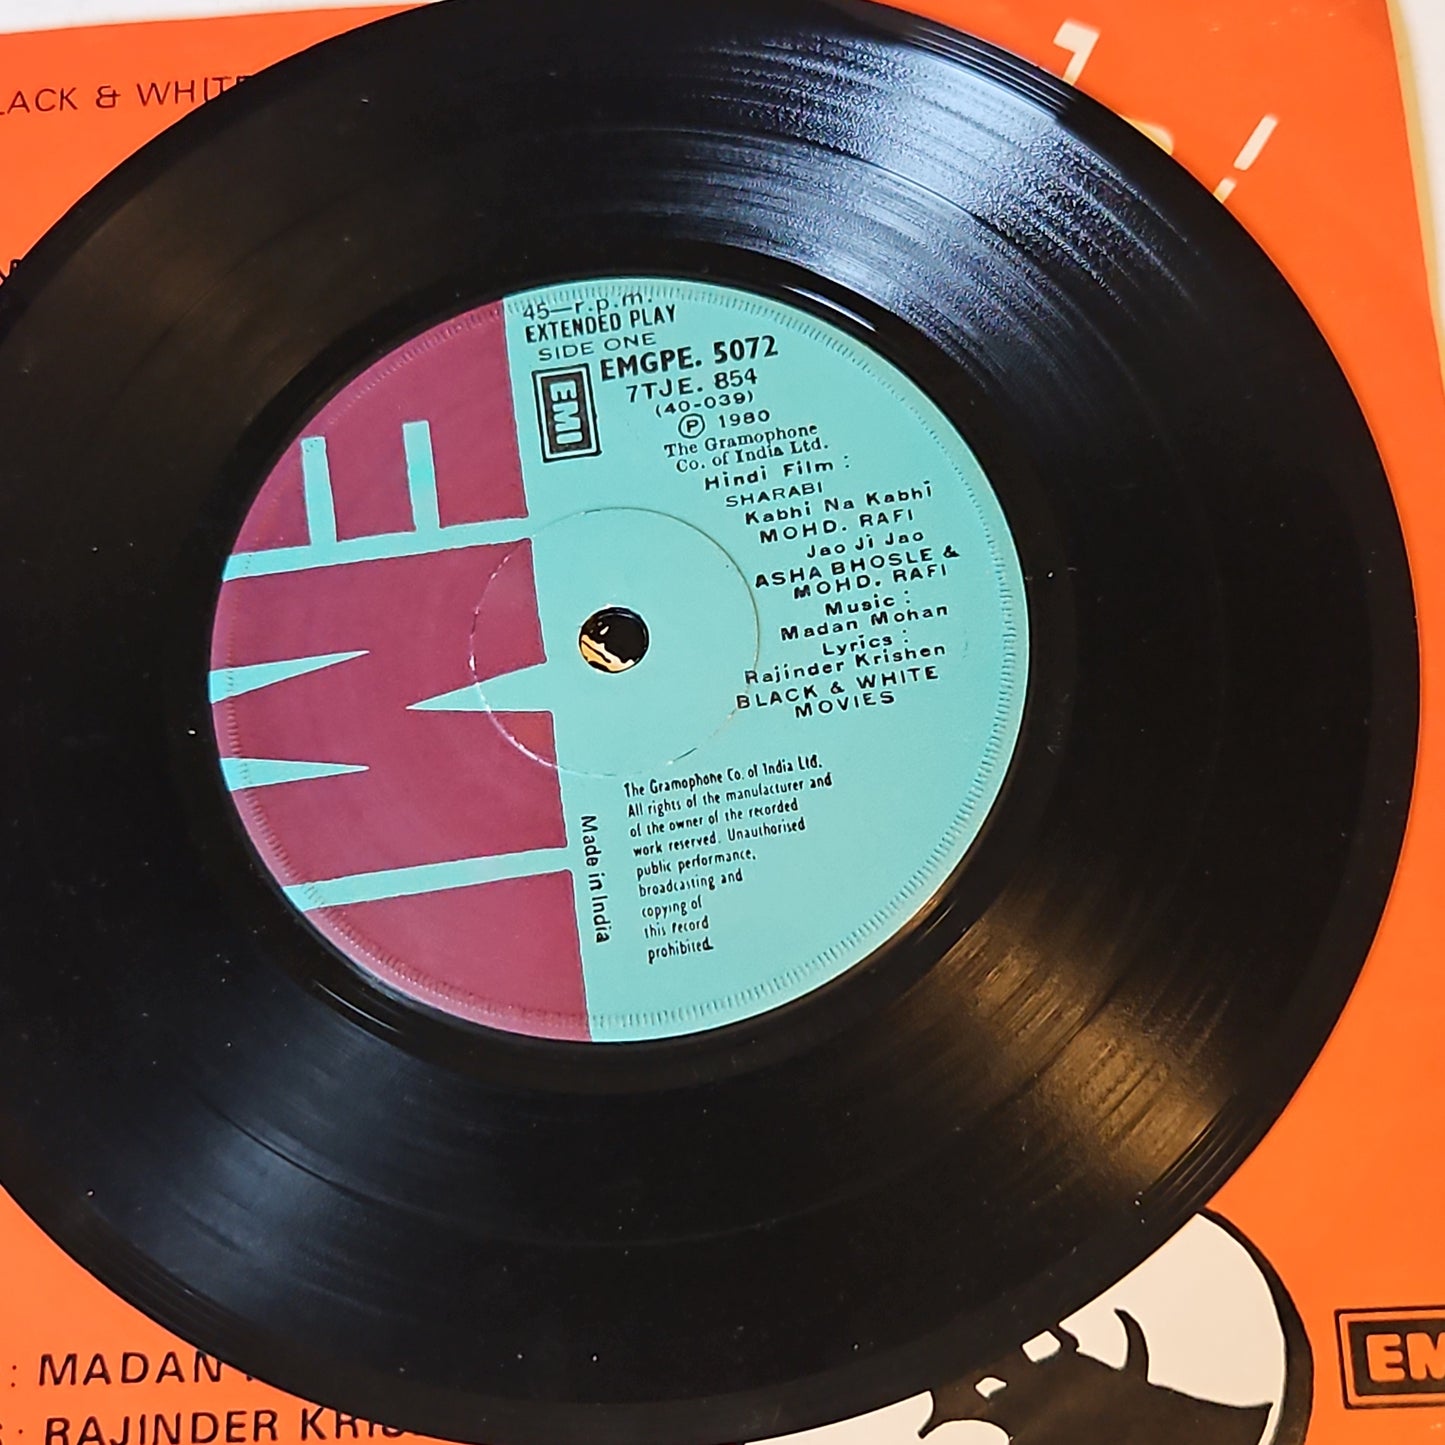 BLACK & WHITE
45—r.p.m.
EXTENDED PLAY
SIDE ONE
EMI
EMGPE. 5072
7TJE. 854
(40-039)
Ⓟ 1980
The Gramophone
Co. of India Ltd.
Hindi Film :
SHARABI
Kabhi Na Kabhi
MOHD. RAFI
Jao Ji Jao
ASHA BHOSLE &
MOHD. RAFI
Music :
Madan Mohan
Lyrics :
Rajinder Krishen
BLACK & WHITE
MOVIES
EMI
The Gramophone Co. of India Ltd.
All rights of the manufacturer and
of the owner of the recorded
work reserved. Unauthorised
public performance,
broadcasting and
copying of
this record
prohibited.
Made in India
: MADAN
: RAJINDER KRIS
EM